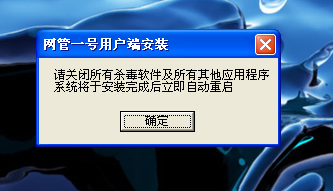 网管一号用户端安装
请关闭所有杀毒软件及所有其他应用程序
系统将于安装完成后立即自动重启
确定